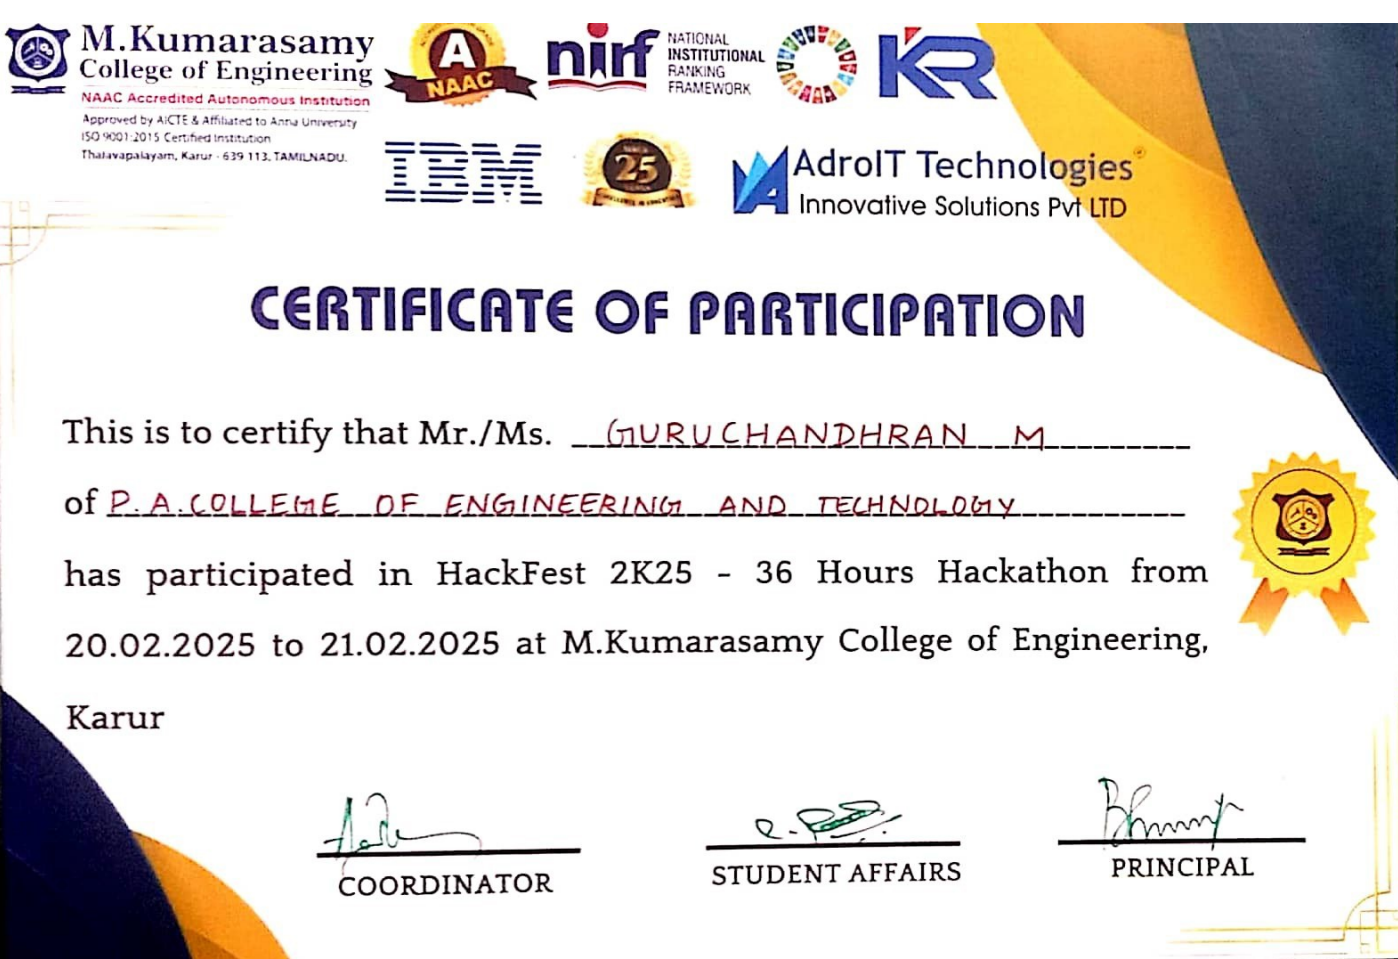 M.Kumarasamy
College of Engineering
NAAC Accredited Autonomous Institution
Approved by AICTE & Affiliated to Anna University
ISO 9001:2015 Certified Institution
Thalavapalayam, Karur - 639 113, TAMILNADU.
A
NAAC
nirf
NATIONAL
INSTITUTIONAL
RANKING
FRAMEWORK
KR
IBM
25
AdroIT Technologies
Innovative Solutions Pvt LTD
CERTIFICATE OF PARTICIPATION
This is to certify that Mr./Ms. GURUCHANDHRAN M
of P.A.COLLEGE OF ENGINEERING AND TECHNOLOGY
has participated in HackFest 2K25 - 36 Hours Hackathon from
20.02.2025 to 21.02.2025 at M.Kumarasamy College of Engineering,
Karur
COORDINATOR
STUDENT AFFAIRS
PRINCIPAL